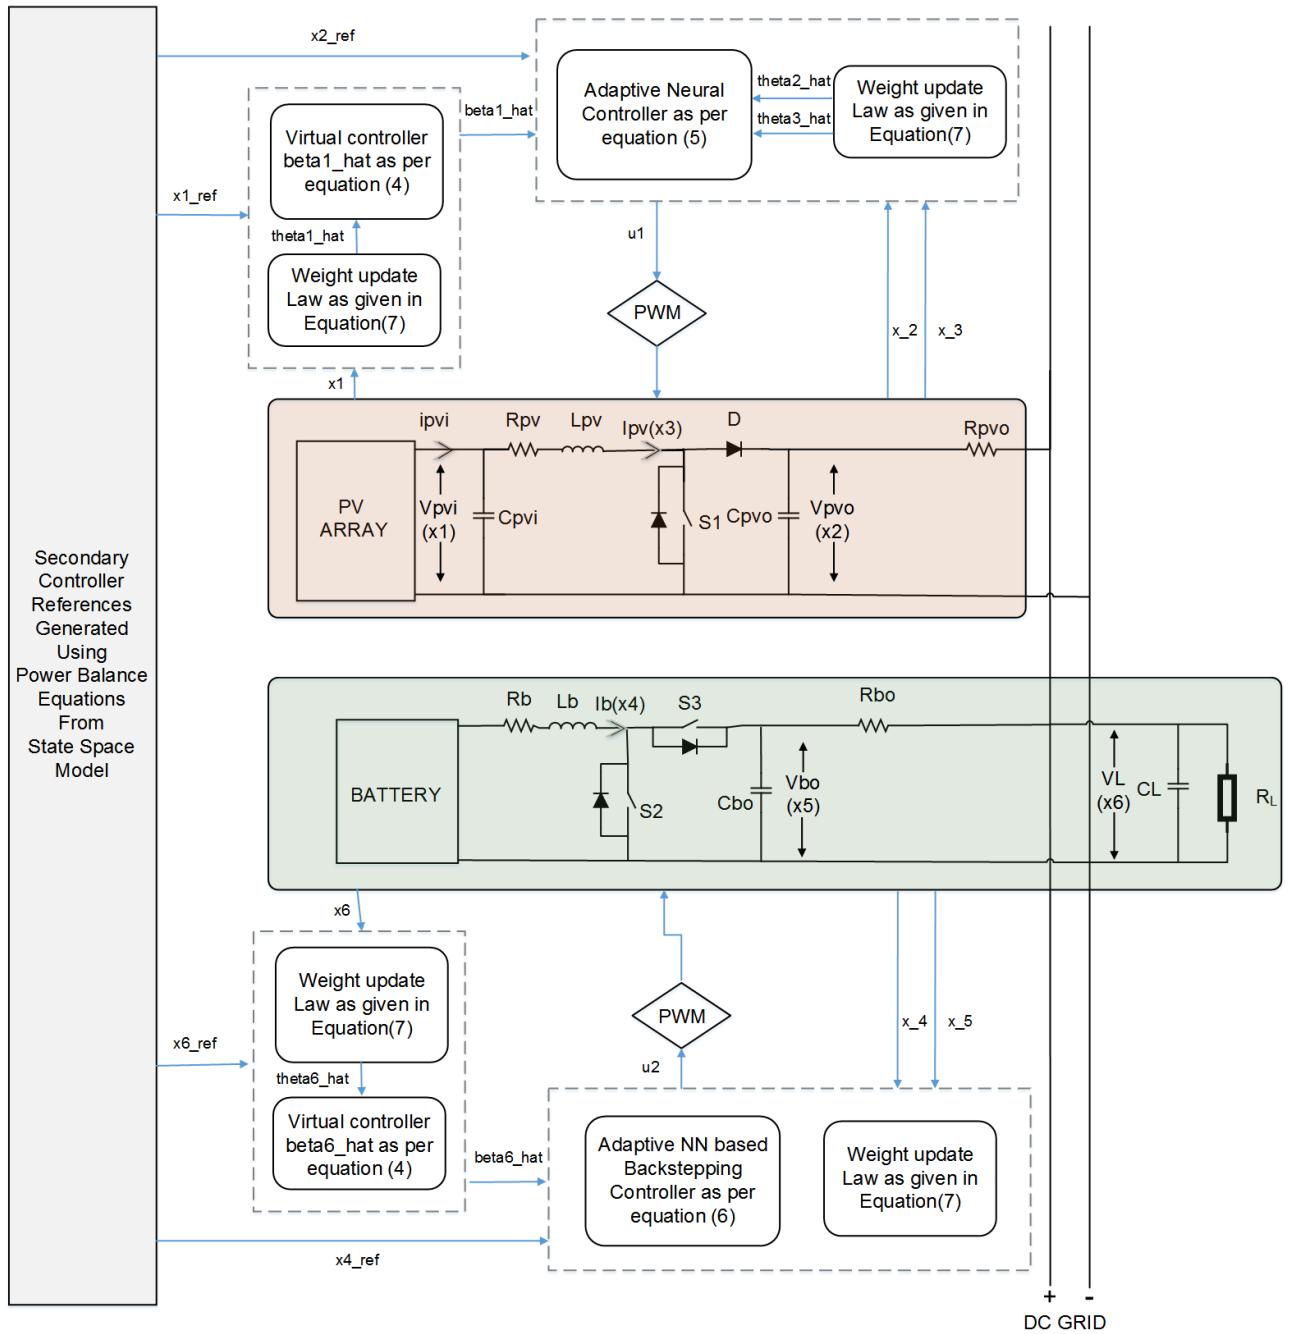 x2_ref
Adaptive Neural
Controller as per
equation (5)
theta2_hat
theta3_hat
Weight update
Law as given in
Equation(7)
beta1_hat
Virtual controller
beta1_hat as per
equation (4)
x1_ref
theta1_hat
Weight update
Law as given in
Equation(7)
u1
PWM
x_2
x_3
x1
ipvi
Rpv
Lpv
Ipv(x3)
D
Rpvo
PV
ARRAY
Vpvi
(x1)
Cpvi
S1
Cpvo
Vpvo
(x2)
Secondary
Controller
References
Generated
Using
Power Balance
Equations
From
State Space
Model
Rb
Lb
Ib(x4)
S3
Rbo
BATTERY
S2
Cbo
Vbo
(x5)
VL
(x6)
CL
RL
x6
Weight update
Law as given in
Equation(7)
PWM
x_4
x_5
x6_ref
theta6_hat
u2
Virtual controller
beta6_hat as per
equation (4)
beta6_hat
Adaptive NN based
Backstepping
Controller as per
equation (6)
Weight update
Law as given in
Equation(7)
x4_ref
+
-
DC GRID